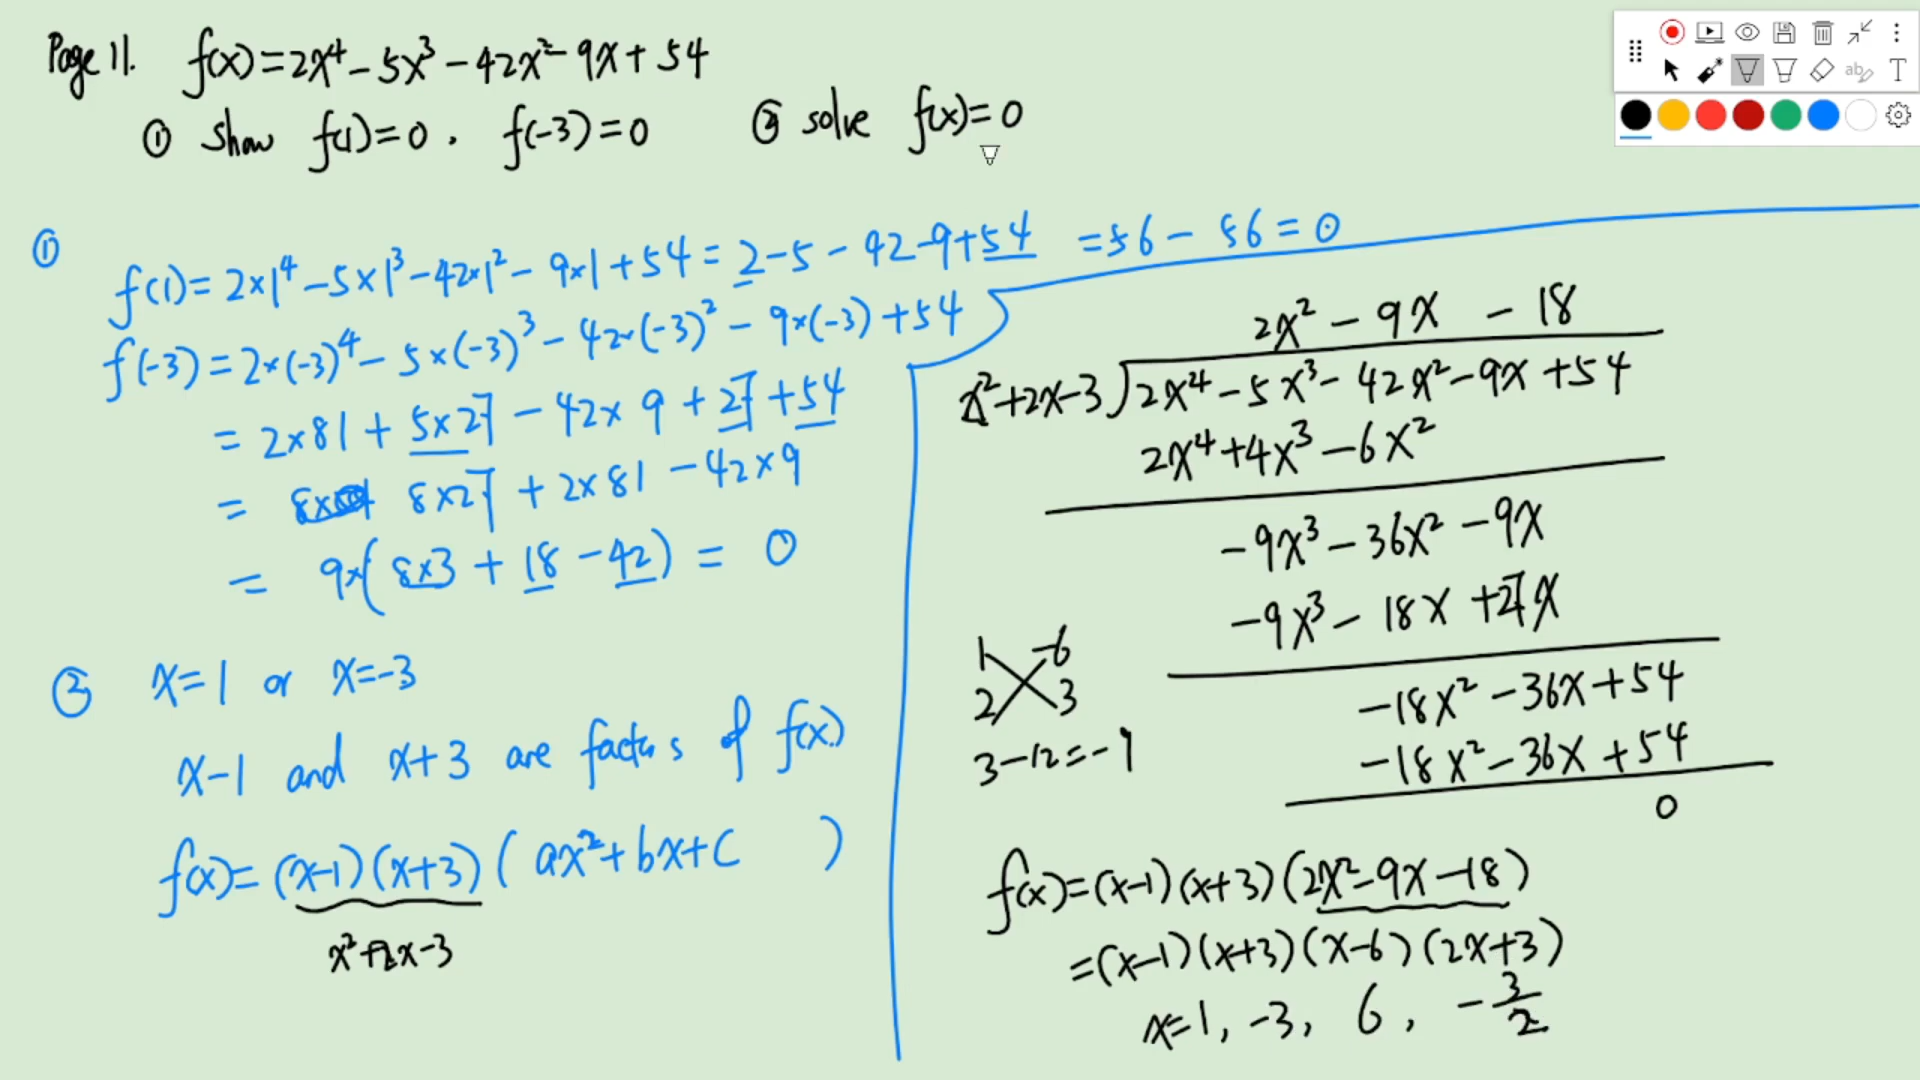 Page 11. f(x)=2x⁴-5x³-42x²-9x+54
① show f(1)=0. f(-3)=0 ② solve f(x)=0
① f(1)=2×1⁴-5×1³-42×1²-9×1+54=2-5-42-9+54 =56-56=0
f(-3)=2×(-3)⁴-5×(-3)³-42×(-3)²-9×(-3)+54
=2×81+5×27-42×9+27+54
= 8×27+2×81-42×9
= 9×(8×3+18-42)=0
② x=1 or x=-3
x-1 and x+3 are factors of f(x)
f(x)=(x-1)(x+3)(ax²+bx+c )
x²+2x-3
2x²-9x-18
x²+2x-3)2x⁴-5x³-42x²-9x+54
2x⁴+4x³-6x²
-9x³-36x²-9x
-9x³-18x+27x
-18x²-36x+54
-18x²-36x+54
0
1 -6
2 3
3-12=-9
f(x)=(x-1)(x+3)(2x²-9x-18)
=(x-1)(x+3)(x-6)(2x+3)
x=1, -3, 6, -3/2
ab
T